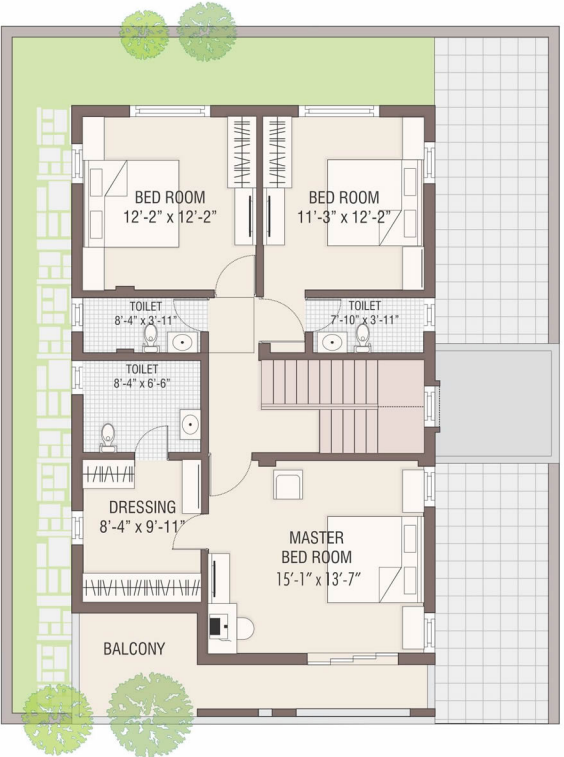 BED ROOM
12'-2" x 12'-2"
BED ROOM
11'-3" x 12'-2"
TOILET
8'-4" x 3'-11"
TOILET
7'-10" x 3'-11"
TOILET
8'-4" x 6'-6"
DRESSING
8'-4" x 9'-11"
MASTER
BED ROOM
15'-1" x 13'-7"
BALCONY